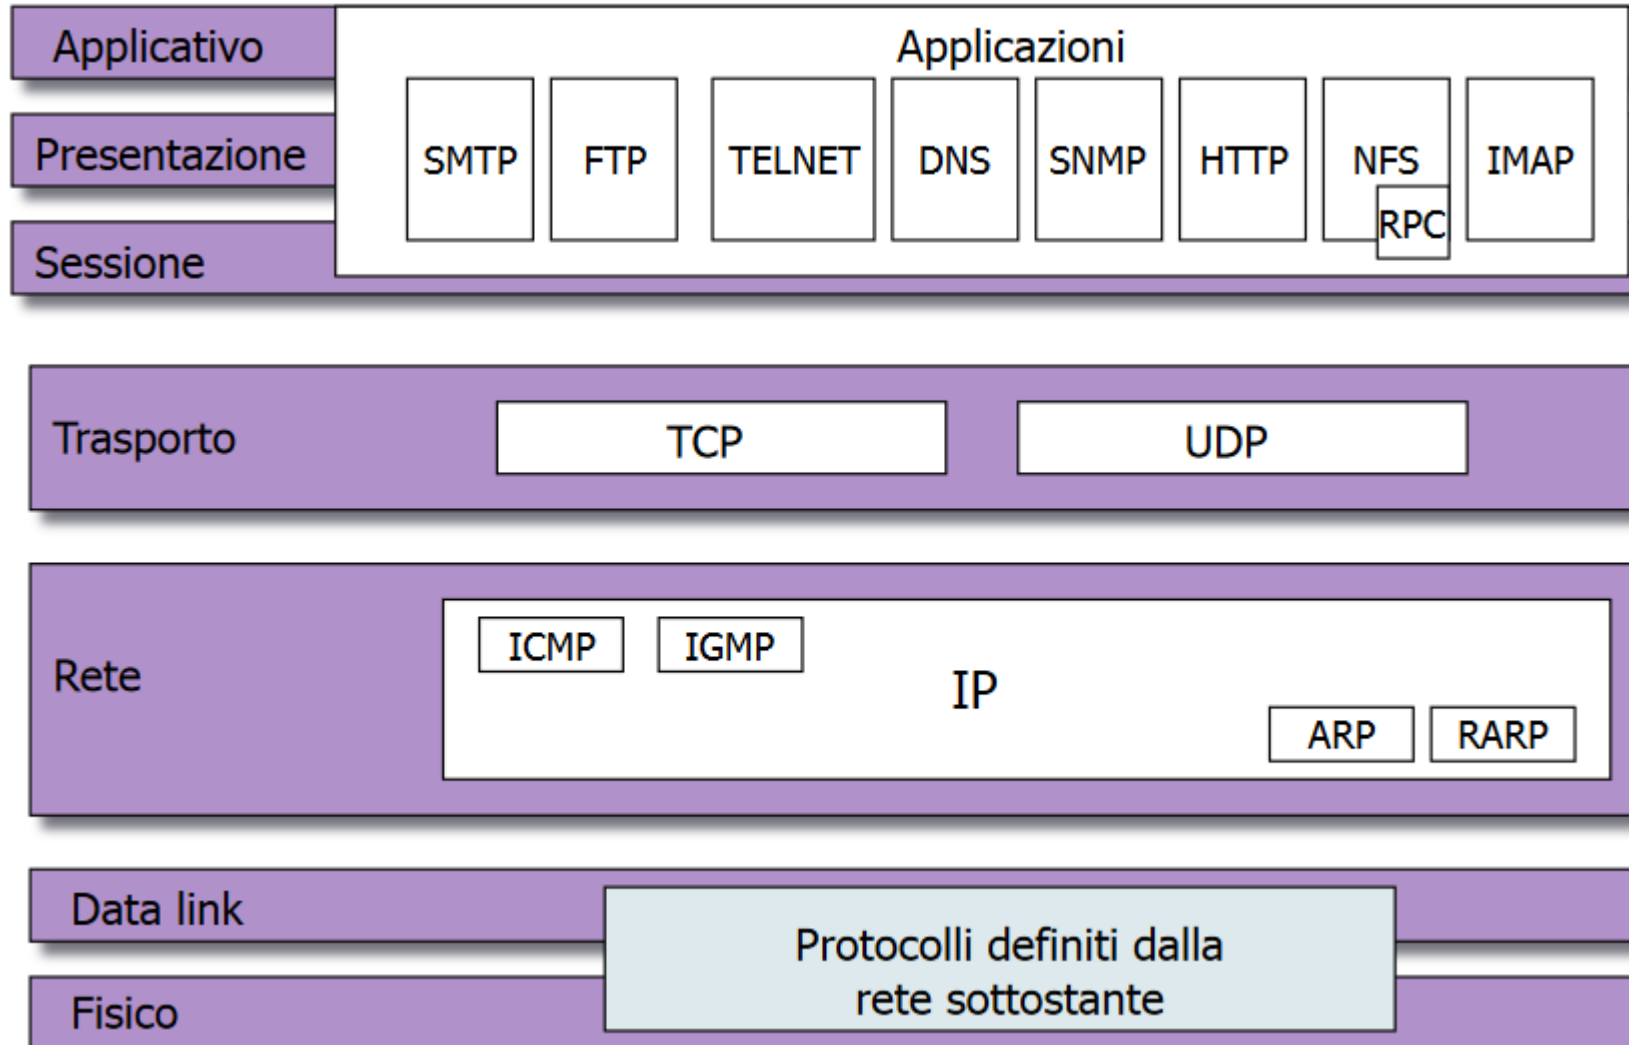 Applicativo
Applicazioni
Presentazione
SMTP
FTP
TELNET
DNS
SNMP
HTTP
NFS
RPC
IMAP
Sessione
Trasporto
TCP
UDP
Rete
ICMP
IGMP
IP
ARP
RARP
Data link
Protocolli definiti dalla
rete sottostante
Fisico